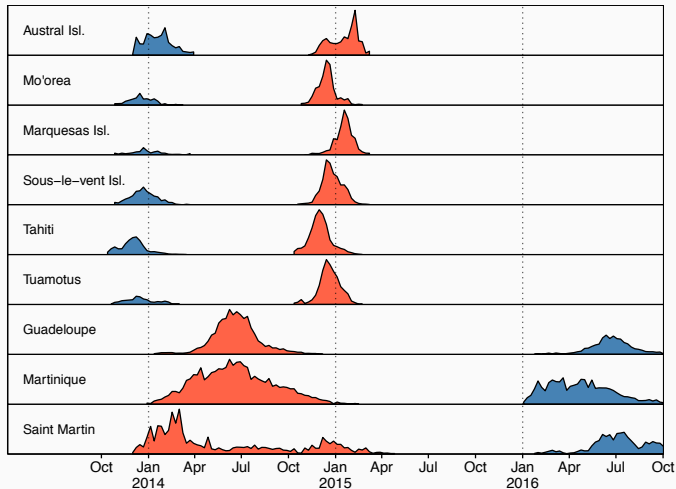 Austral Isl.
Mo'orea
Marquesas Isl.
Sous−le−vent Isl.
Tahiti
Tuamotus
Guadeloupe
Martinique
Saint Martin
Oct Jan Apr Jul Oct Jan Apr Jul Oct Jan Apr Jul Oct
2014 2015 2016